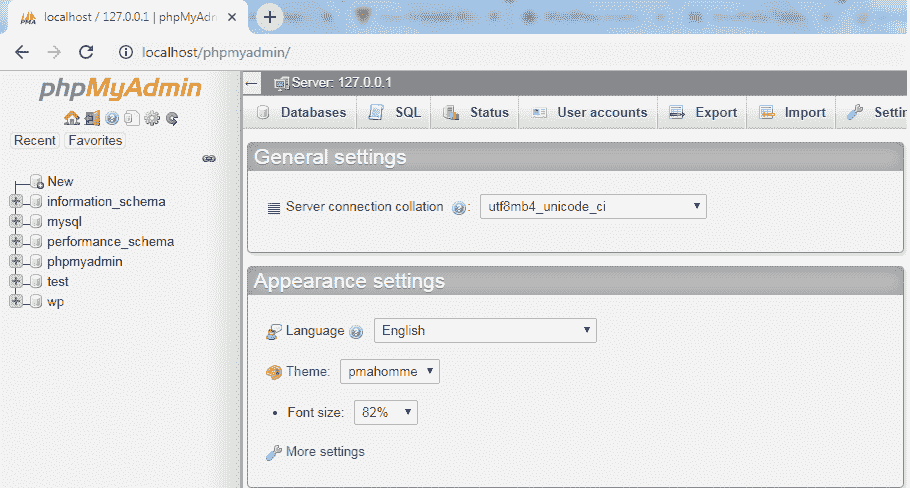 localhost / 127.0.0.1 | phpMyAdm
localhost/phpmyadmin/
phpMyAdmin
Server: 127.0.0.1
Databases SQL Status User accounts Export Import Settin
Recent Favorites
General settings
New
information_schema
Server connection collation : utf8mb4_unicode_ci
mysql
performance_schema
phpmyadmin
Appearance settings
test
wp
Language English
Theme: pmahomme
Font size: 82%
More settings